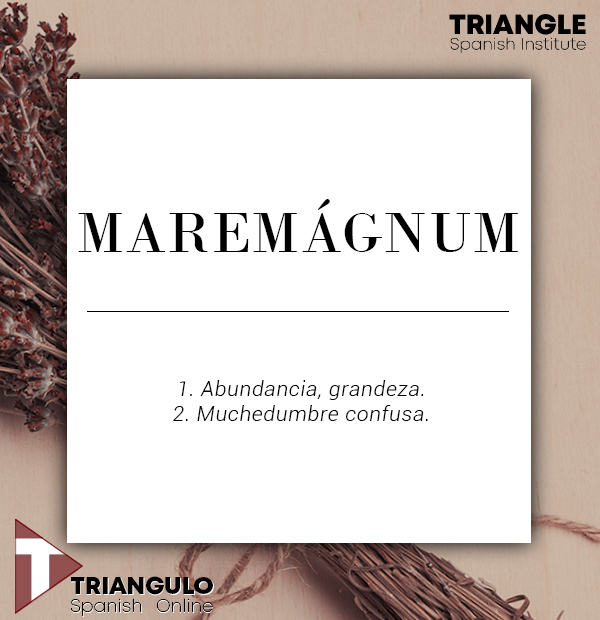 TRIANGLE
Spanish Institute
MAREMÁGNUM
1. Abundancia, grandeza.
2. Muchedumbre confusa.
T
TRIANGULO
Spanish Online